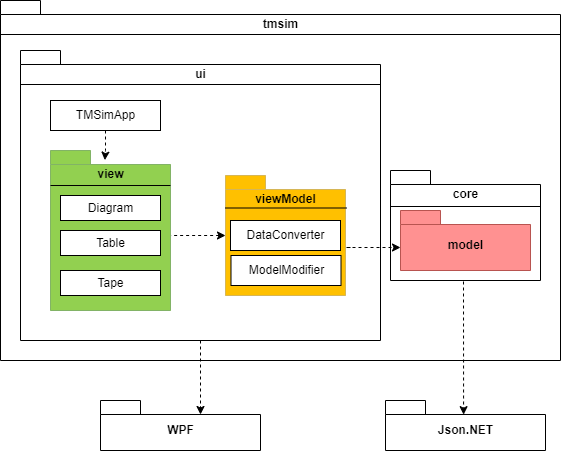 tmsim
ui
TMSimApp
view
Diagram
Table
Tape
viewModel
DataConverter
ModelModifier
core
model
WPF
Json.NET